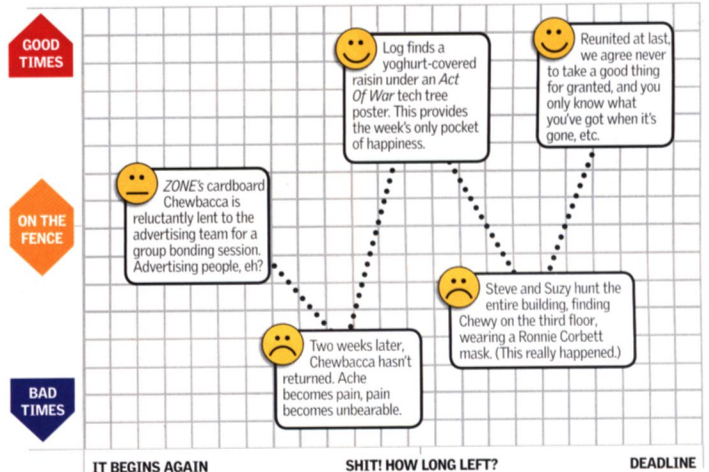 GOOD
TIMES
Log finds a
yoghurt-covered
raisin under an Act
Of War tech tree
poster. This provides
the week's only pocket
of happiness.
Reunited at last,
we agree never
to take a good thing
for granted, and you
only know what
you've got when it's
gone, etc.
ON THE
FENCE
ZONE's cardboard
Chewbacca is
reluctantly lent to the
advertising team for a
group bonding session.
Advertising people, eh?
Steve and Suzy hunt the
entire building, finding
Chewy on the third floor,
wearing a Ronnie Corbett
mask. (This really happened.)
Two weeks later,
Chewbacca hasn't
returned. Ache
becomes pain, pain
becomes unbearable.
BAD
TIMES
IT BEGINS AGAIN
SHIT! HOW LONG LEFT?
DEADLINE